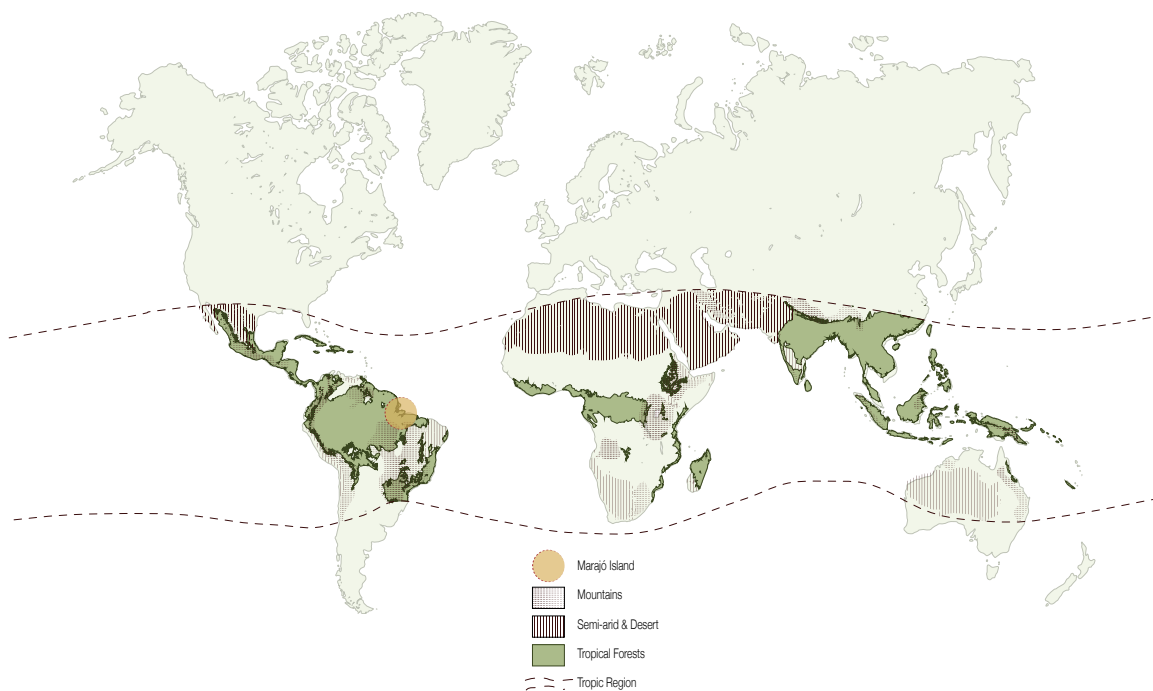 Marajó Island
Mountains
Semi-arid & Desert
Tropical Forests
Tropic Region